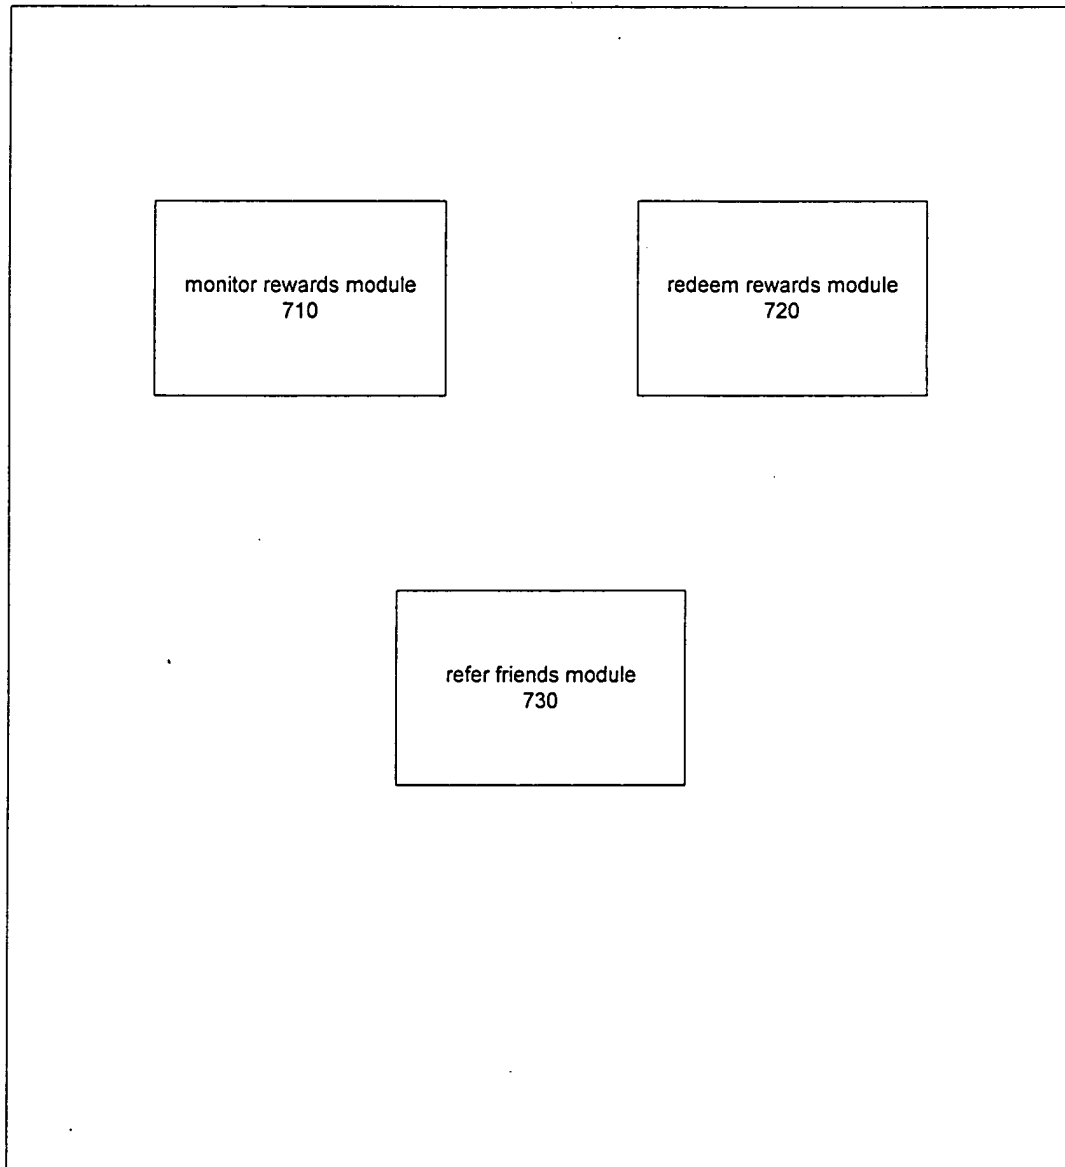 monitor rewards module
710
redeem rewards module
720
refer friends module
730